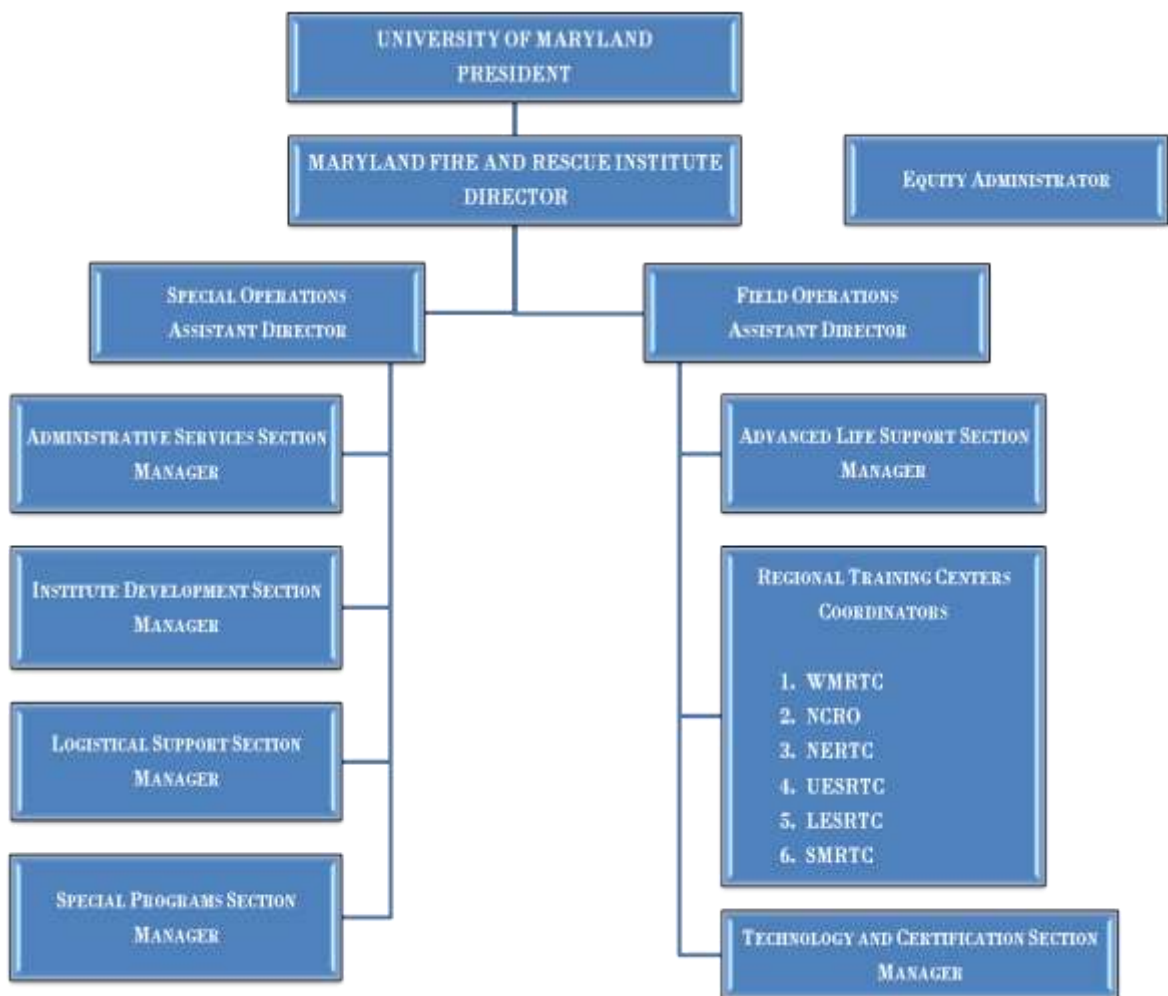 UNIVERSITY OF MARYLAND
PRESIDENT
MARYLAND FIRE AND RESCUE INSTITUTE
DIRECTOR
EQUITY ADMINISTRATOR
SPECIAL OPERATIONS
ASSISTANT DIRECTOR
FIELD OPERATIONS
ASSISTANT DIRECTOR
ADMINISTRATIVE SERVICES SECTION
MANAGER
INSTITUTE DEVELOPMENT SECTION
MANAGER
LOGISTICAL SUPPORT SECTION
MANAGER
SPECIAL PROGRAMS SECTION
MANAGER
ADVANCED LIFE SUPPORT SECTION
MANAGER
REGIONAL TRAINING CENTERS
COORDINATORS
1. WMRTC
2. NCRO
3. NERTC
4. UESRTC
5. LESRTC
6. SMRTC
TECHNOLOGY AND CERTIFICATION SECTION
MANAGER